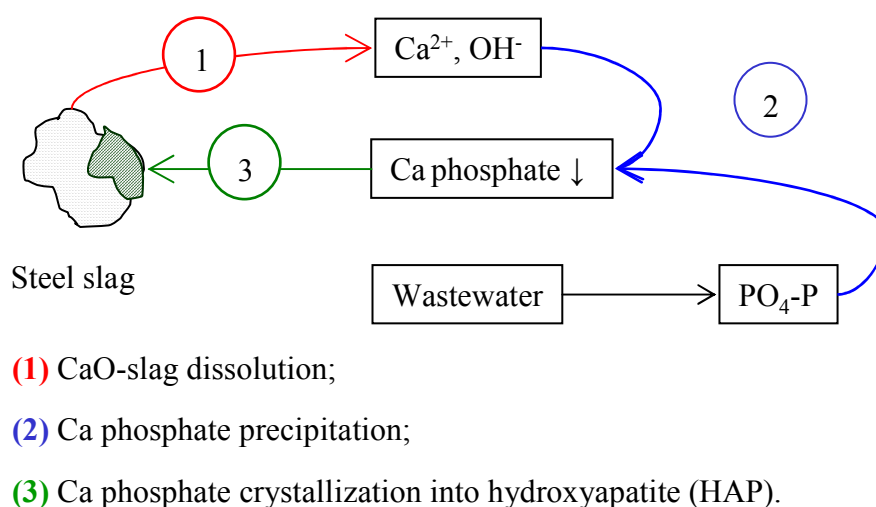 1
Ca²⁺, OH⁻
2
3
Ca phosphate ↓
Steel slag
Wastewater
PO₄-P
(1) CaO-slag dissolution;
(2) Ca phosphate precipitation;
(3) Ca phosphate crystallization into hydroxyapatite (HAP).